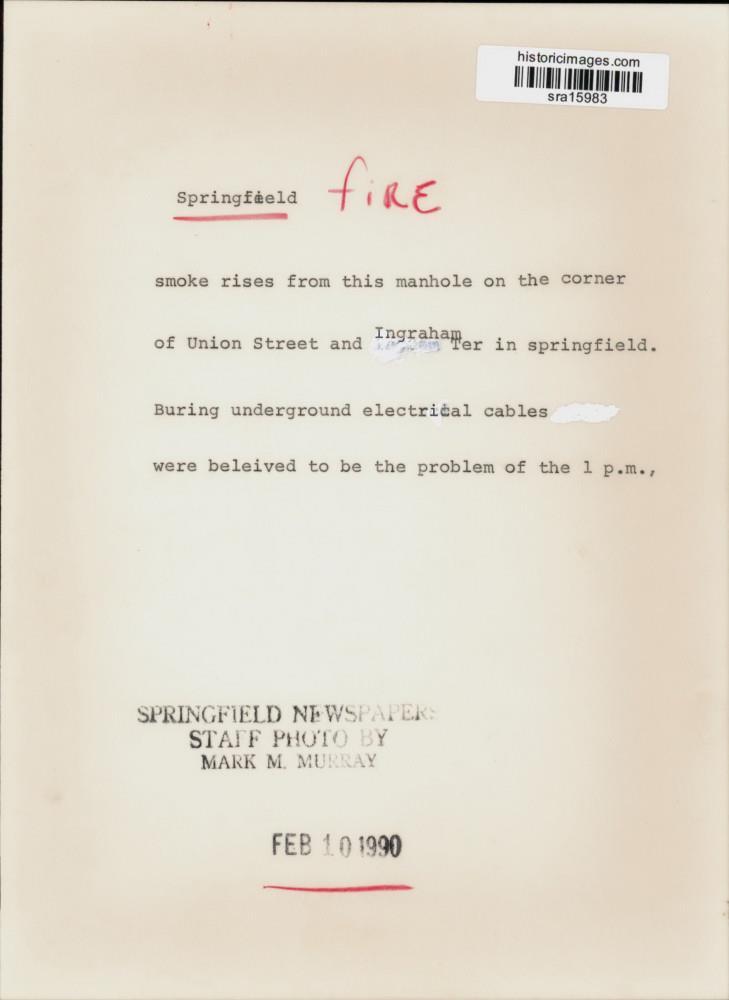 historicimages.com
sra15983
Springfield fiRE
smoke rises from this manhole on the corner
of Union Street and Ingraham Ter in springfield.
Buring underground electrical cables
were beleived to be the problem of the 1 p.m.,
SPRINGFIELD NEWSPAPERS
STAFF PHOTO BY
MARK M. MURRAY
FEB 10 1990